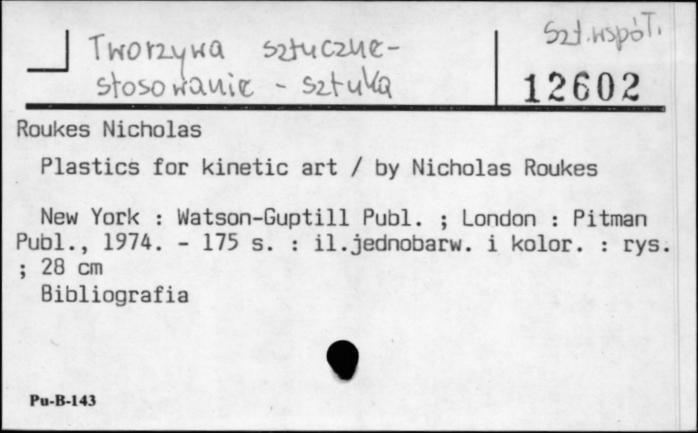 Tworzywa sztuczne - Szt. współ.
stosowanie - sztuka 12602
Roukes Nicholas
Plastics for kinetic art / by Nicholas Roukes
New York : Watson-Guptill Publ. ; London : Pitman
Publ., 1974. - 175 s. : il.jednobarw. i kolor. : rys.
; 28 cm
Bibliografia
Pu-B-143